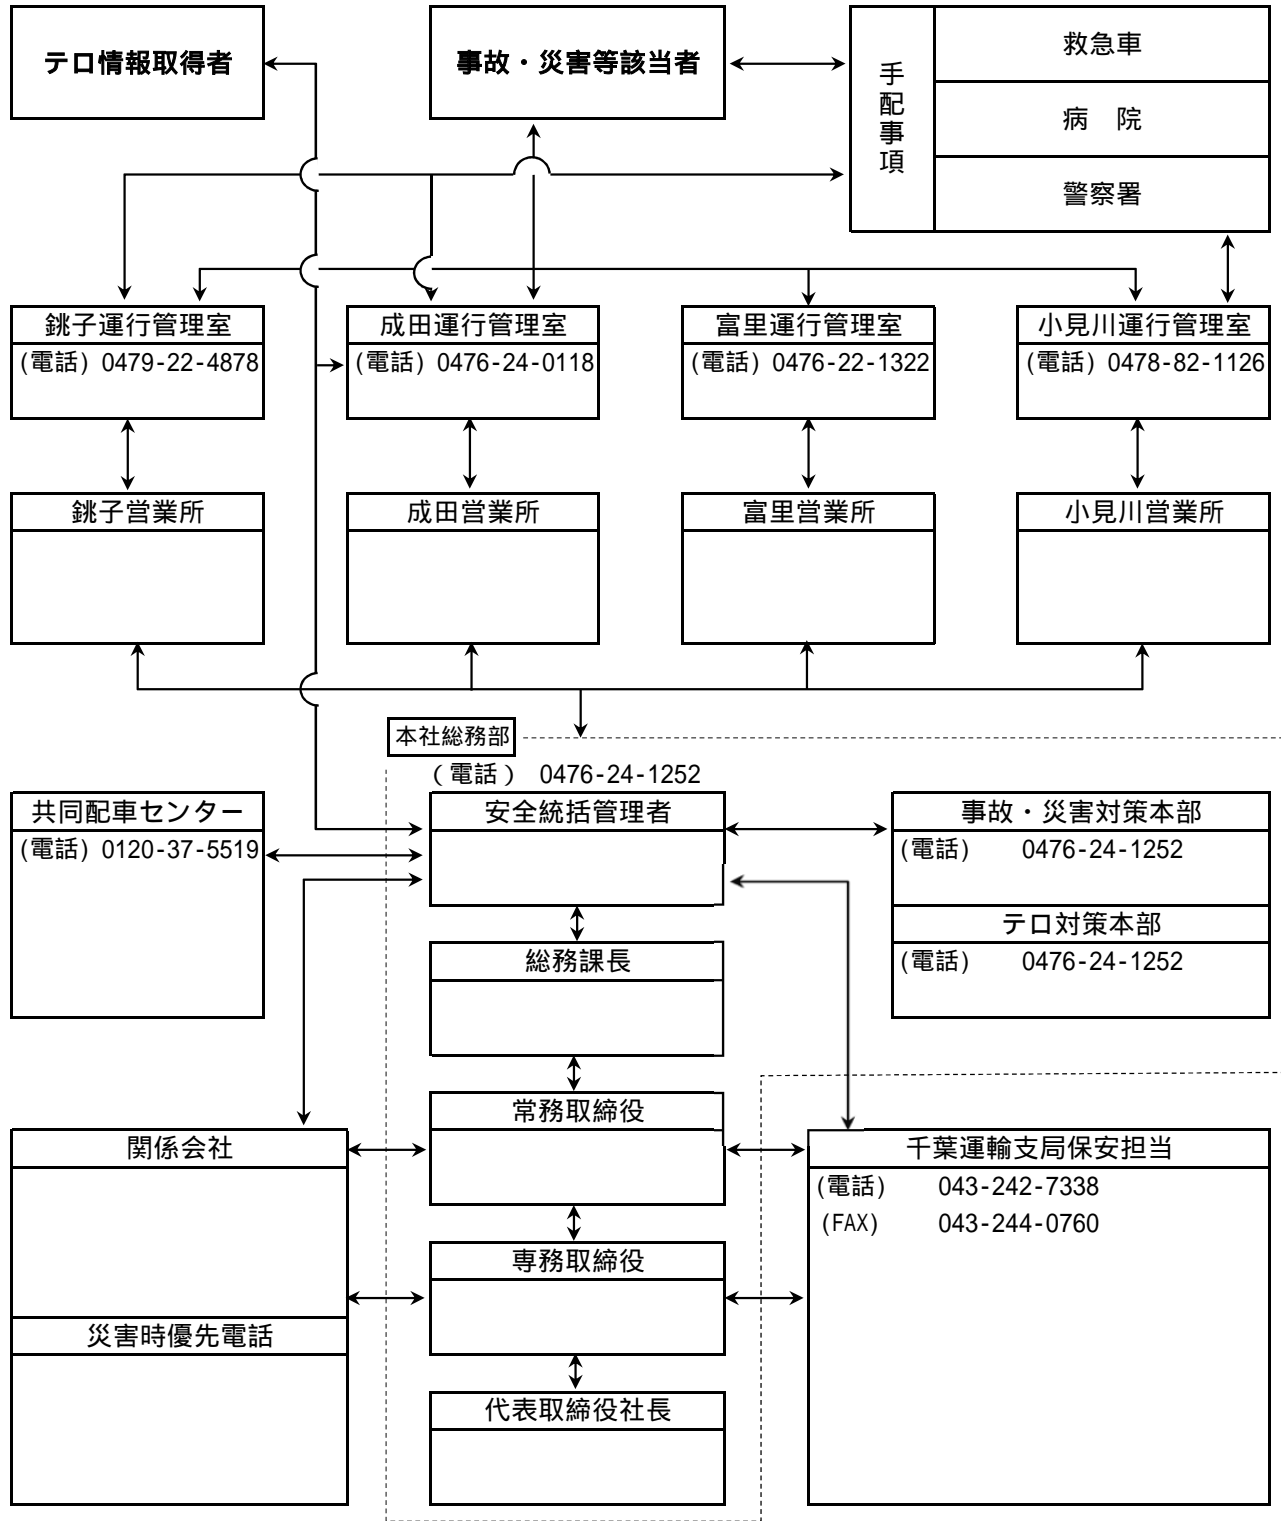 テロ情報取得者
事故・災害等該当者
手配事項
救急車
病　院
警察署
銚子運行管理室
(電話) 0479-22-4878
成田運行管理室
(電話) 0476-24-0118
富里運行管理室
(電話) 0476-22-1322
小見川運行管理室
(電話) 0478-82-1126
銚子営業所
成田営業所
富里営業所
小見川営業所
本社総務部
（電話） 0476-24-1252
共同配車センター
(電話) 0120-37-5519
安全統括管理者
事故・災害対策本部
(電話) 0476-24-1252
テロ対策本部
(電話) 0476-24-1252
総務課長
常務取締役
関係会社
千葉運輸支局保安担当
(電話) 043-242-7338
(FAX) 043-244-0760
専務取締役
災害時優先電話
代表取締役社長